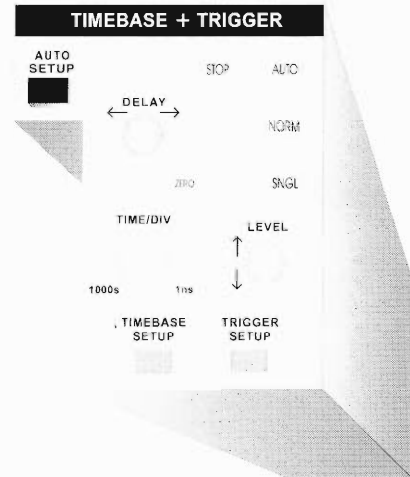 TIMEBASE + TRIGGER
AUTO
SETUP
STOP AUTO
DELAY
NORM
ZERO SNGL
TIME/DIV
LEVEL
1000s 1ns
TIMEBASE TRIGGER
SETUP SETUP